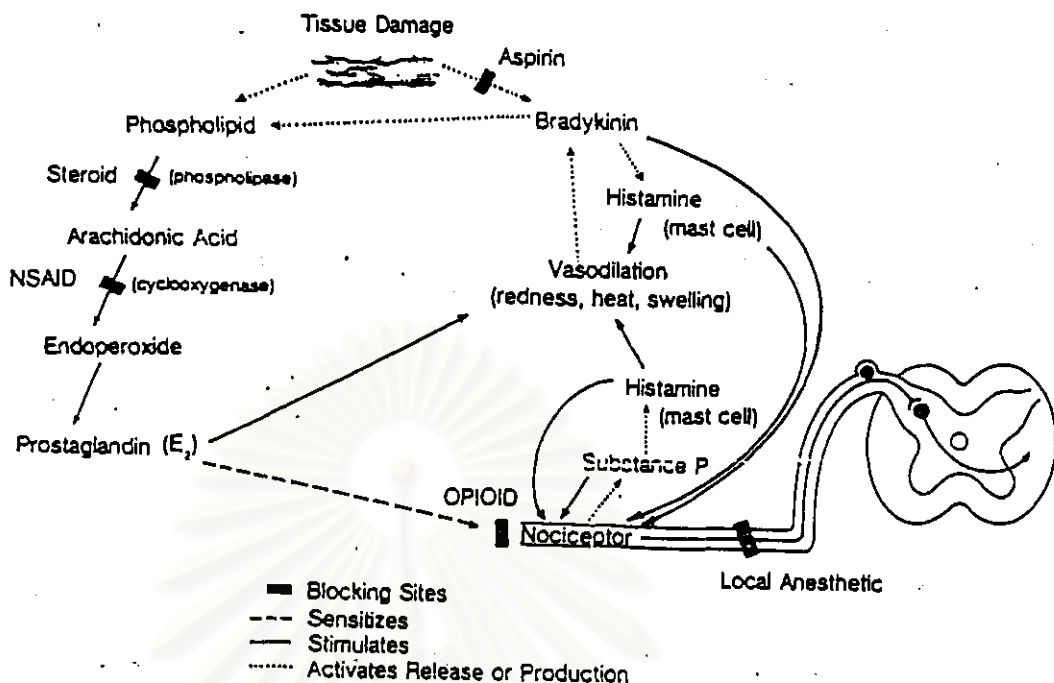 Tissue Damage
Aspirin
Phospholipid
Bradykinin
Steroid
(phospholipase)
Histamine
(mast cell)
Arachidonic Acid
NSAID
(cyclooxygenase)
Vasodilation
(redness, heat, swelling)
Endoperoxide
Histamine
(mast cell)
Prostaglandin (E2)
Substance P
OPIOID
Nociceptor
Local Anesthetic
Blocking Sites
Sensitizes
Stimulates
Activates Release or Production